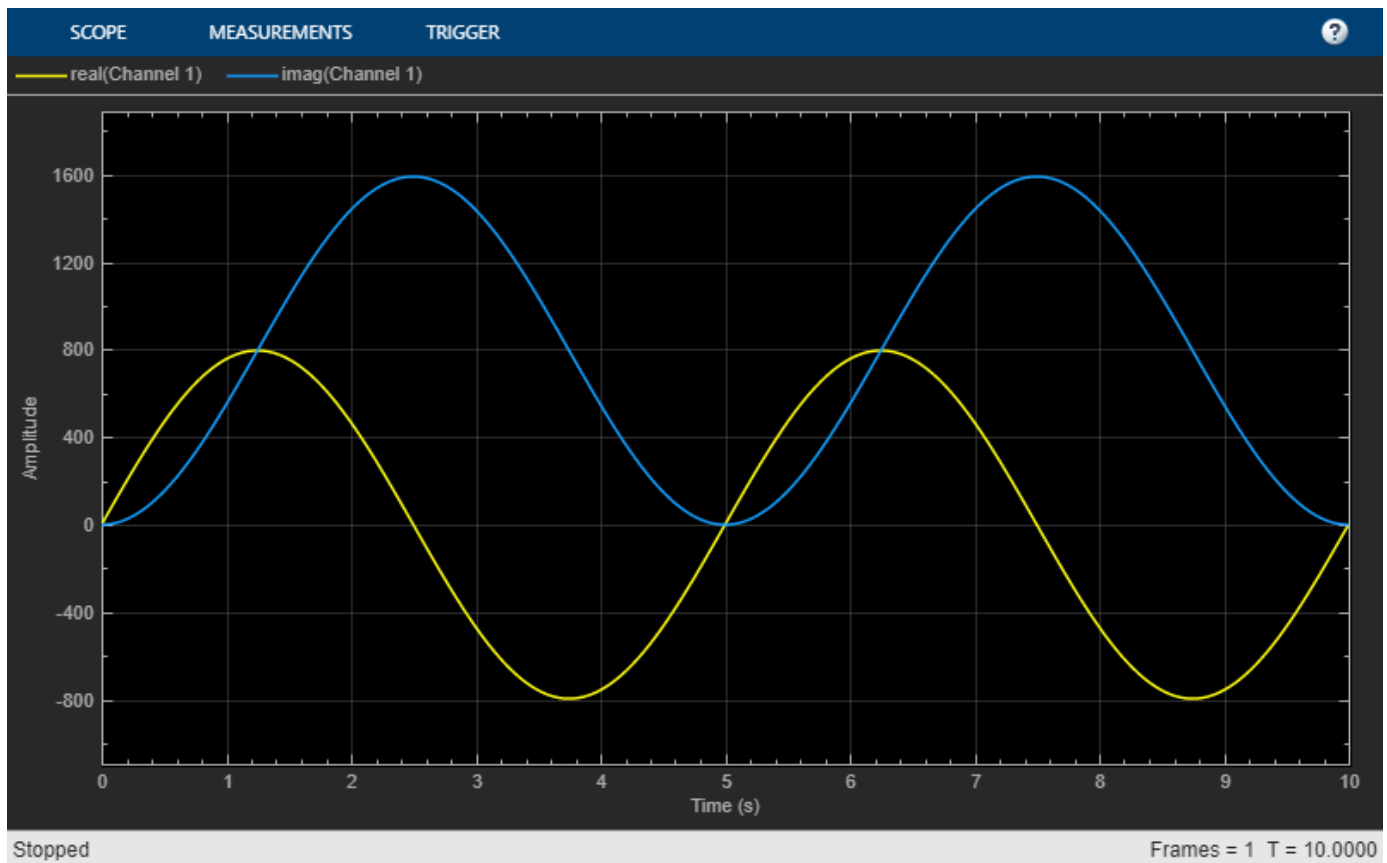 SCOPE MEASUREMENTS TRIGGER ?
real(Channel 1) imag(Channel 1)
1600
1200
800
400
0
-400
-800
Amplitude
0 1 2 3 4 5 6 7 8 9 10
Time (s)
Stopped Frames = 1 T = 10.0000